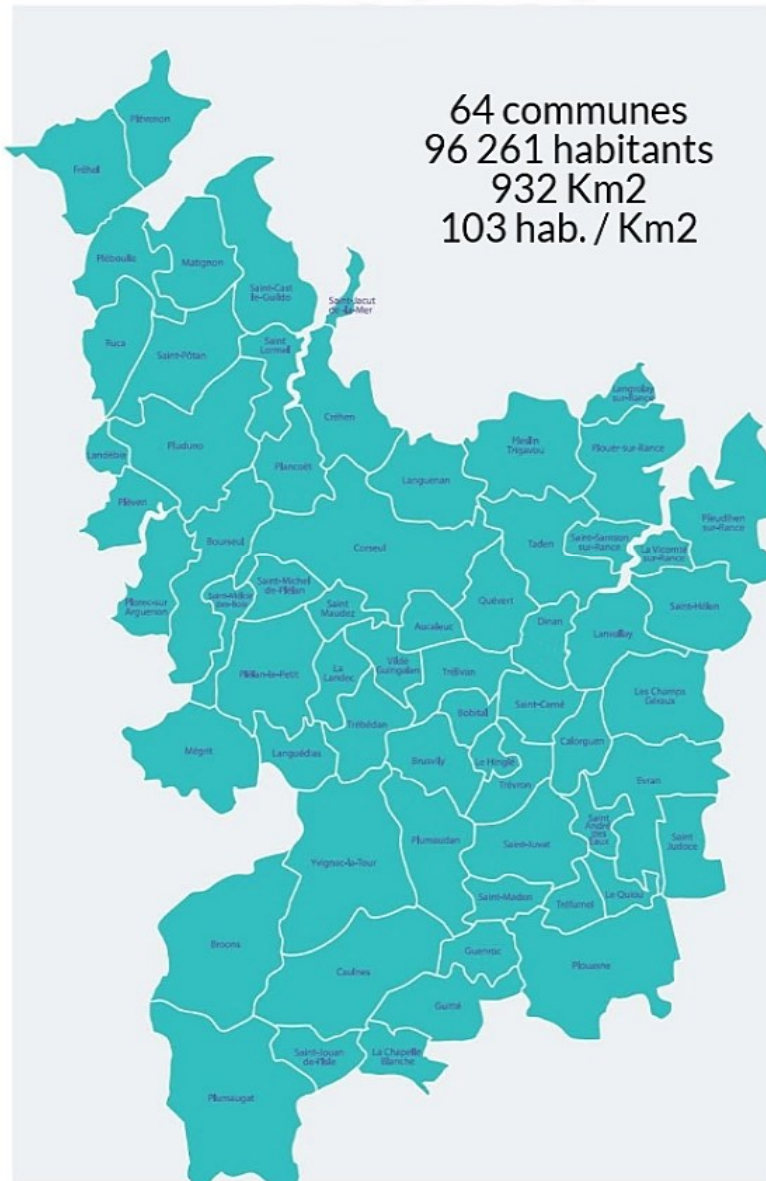 64 communes
96 261 habitants
932 Km2
103 hab. / Km2
Plévenon
Fréhel
Pléboulle
Matignon
Saint-Cast
le-Guildo
Saint-Jacut
de -la-Mer
Ruca
Saint-Pôtan
Saint
Lormel
Créhen
Landébia
Pluduno
Plancoët
Languenan
Pleslin
Trigavou
Langrolay
sur-Rance
Plouer-sur-Rance
Pléven
Bourseul
Corseul
Taden
Saint-Samson
sur-Rance
La Vicomté
sur-Rance
Pleudihen
sur-Rance
Plorec-sur
Arguenon
Saint-Méloir
des-Bois
Saint-Michel
de-Plélan
Saint
Maudez
Aucaleuc
Quévert
Dinan
Lanvallay
Saint-Hélen
Plélan-le-Petit
La
Landec
Vildé
Guingalan
Trélivan
Bobital
Saint-Carné
Les Champs
Géraux
Mégrit
Languédias
Trébédan
Brusvily
Le Hinglé
Trévron
Calorguen
Evran
Yvignac-la-Tour
Plumaudan
Saint-Juvat
Saint
André
des
Eaux
Saint
Judoce
Saint-Maden
Tréfumel
Le Quiou
Broons
Caulnes
Guenroc
Plouasne
Guitté
Saint-Jouan
de-l'Isle
La Chapelle
Blanche
Plumaugat